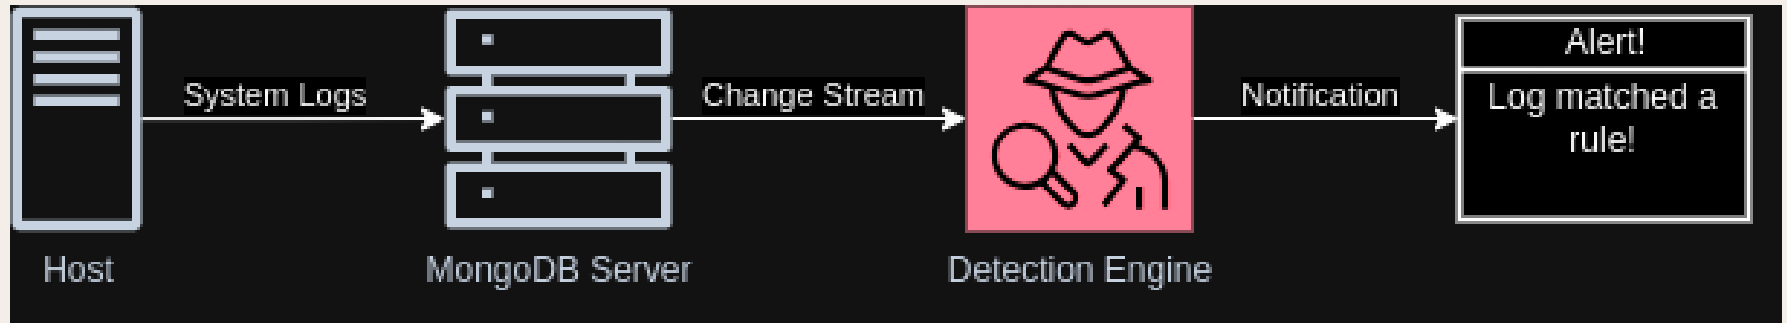 System Logs
Change Stream
Notification
Alert!
Log matched a
rule!
Host
MongoDB Server
Detection Engine